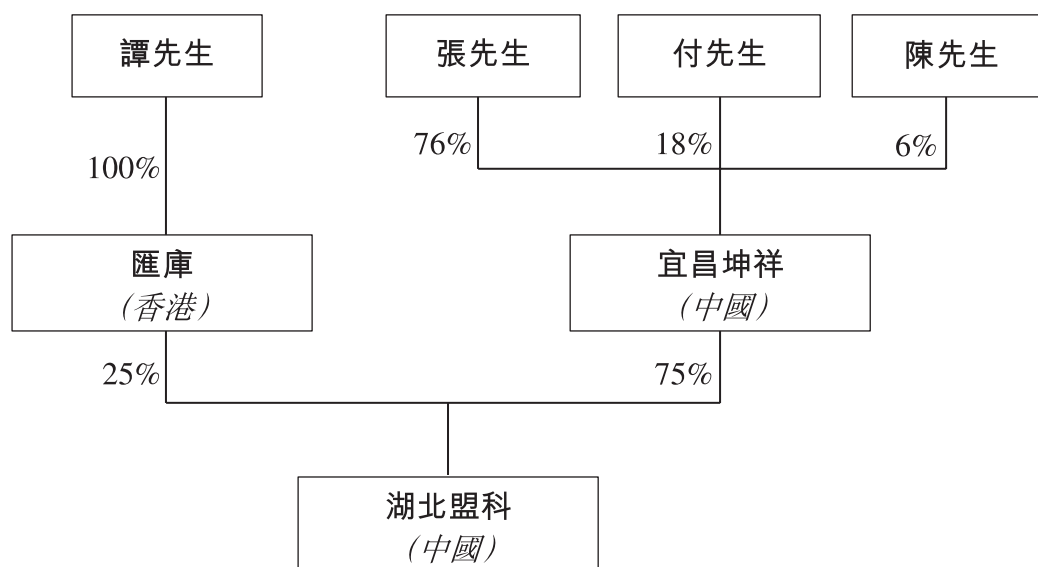 譚先生
張先生
付先生
陳先生
76%
18%
6%
100%
匯庫
(香港)
宜昌坤祥
(中國)
25%
75%
湖北盟科
(中國)